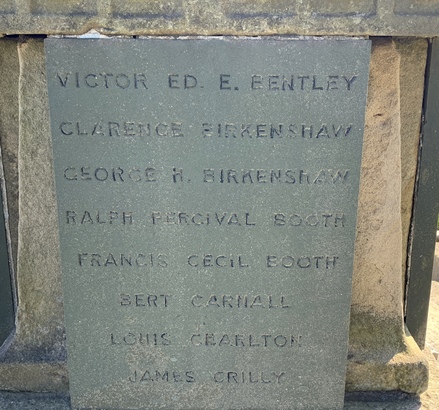 VICTOR ED. E. BENTLEY
CLARENCE BIRKENSHAW
GEORGE H. BIRKENSHAW
RALPH PERCIVAL BOOTH
FRANCIS CECIL BOOTH
BERT CARNALL
LOUIS CHARLTON
JAMES CRILLY